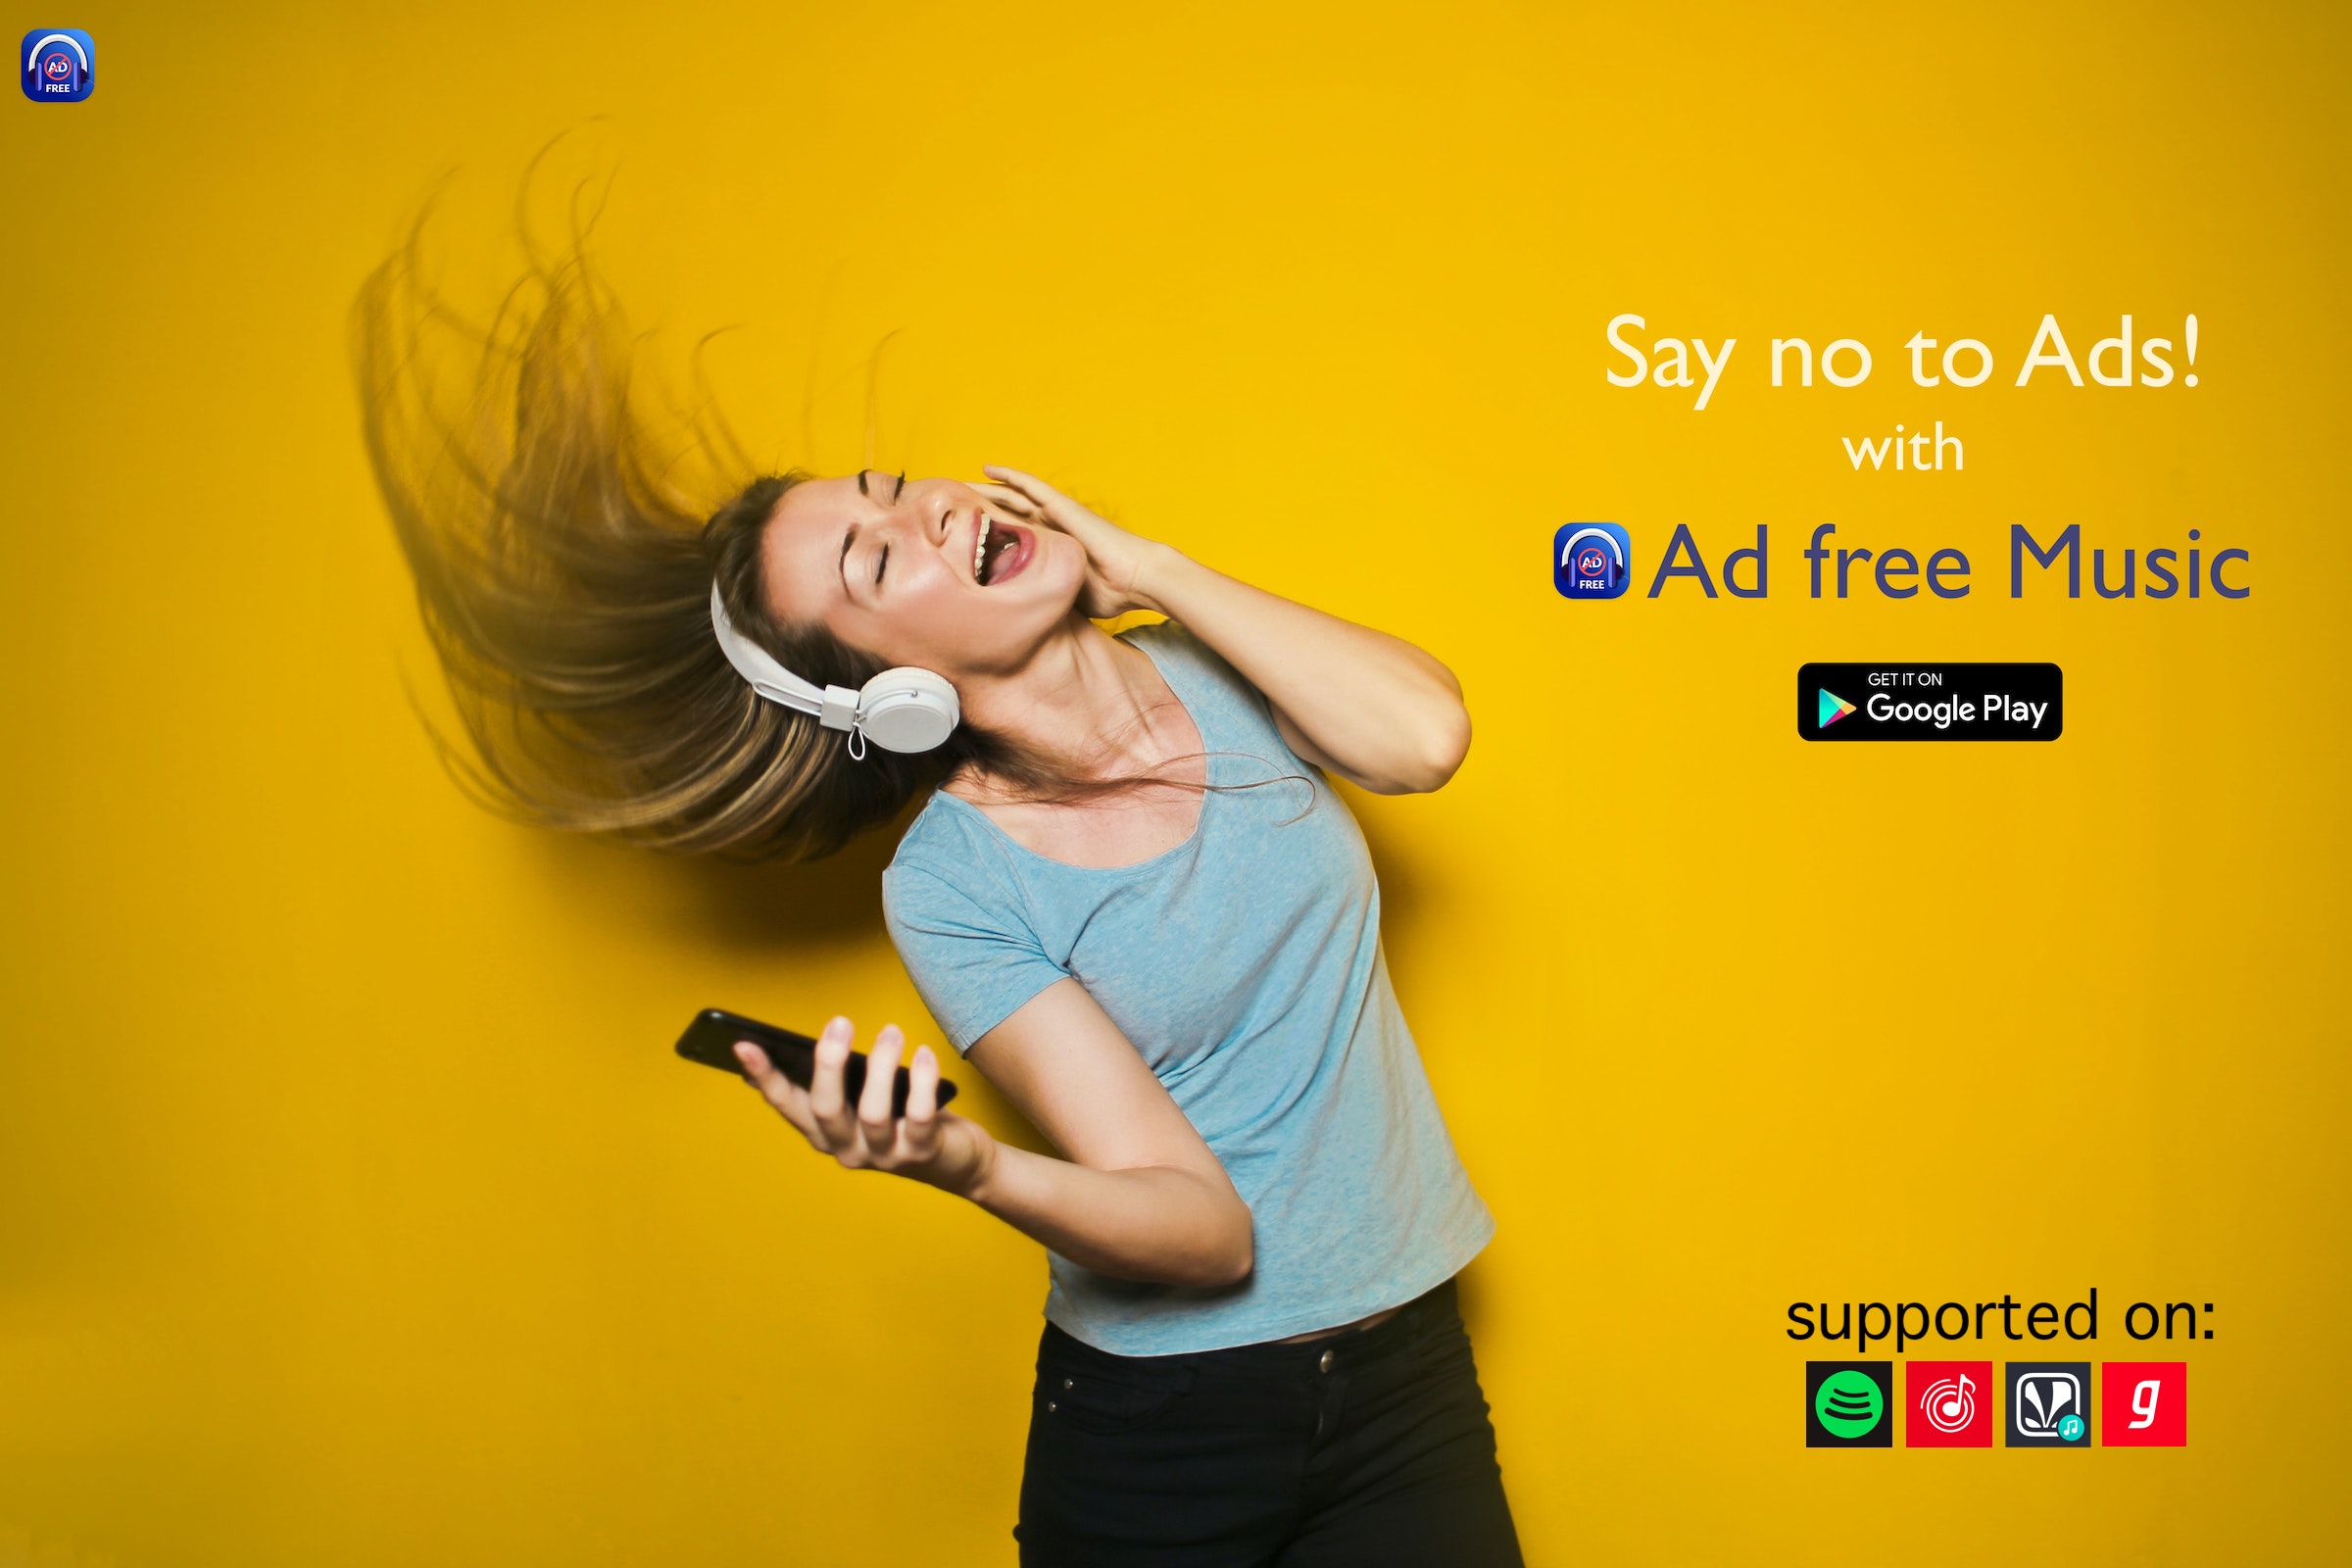 AD
FREE
Say no to Ads!
with
AD
FREE
Ad free Music
GET IT ON
Google Play
supported on:
g